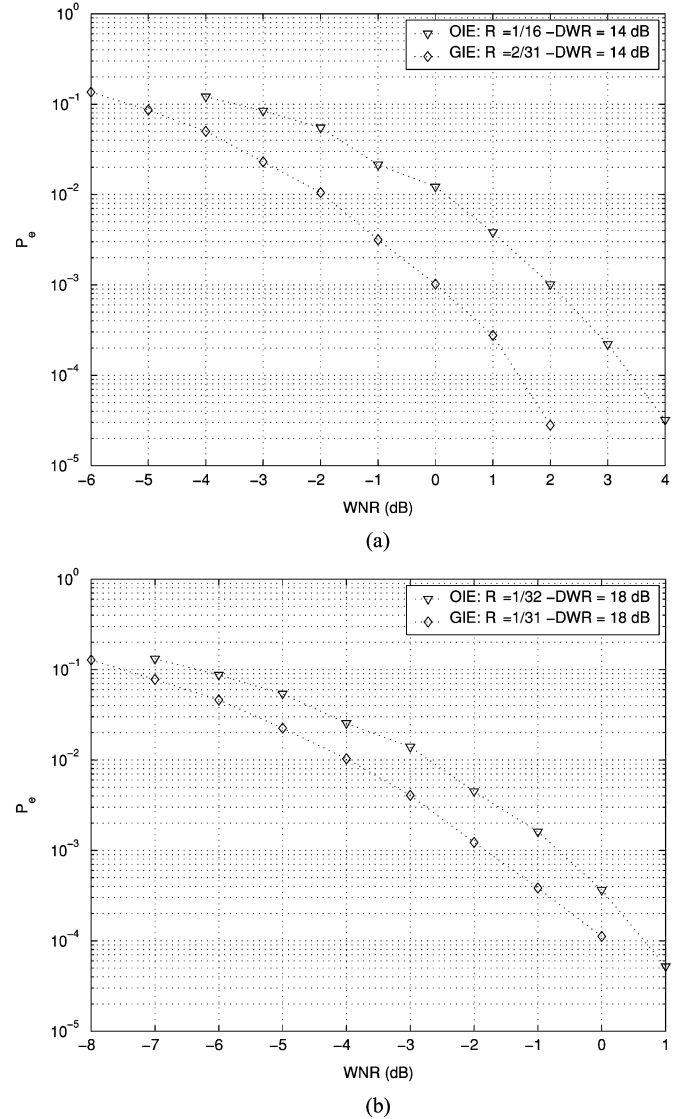 10^0
10^-1
10^-2
10^-3
10^-4
10^-5
P_e
OIE: R =1/16 −DWR = 14 dB
GIE: R =2/31 −DWR = 14 dB
−6 −5 −4 −3 −2 −1 0 1 2 3 4
WNR (dB)
(a)
10^0
10^-1
10^-2
10^-3
10^-4
10^-5
P_e
OIE: R =1/32 −DWR = 18 dB
GIE: R =1/31 −DWR = 18 dB
−8 −7 −6 −5 −4 −3 −2 −1 0 1
WNR (dB)
(b)